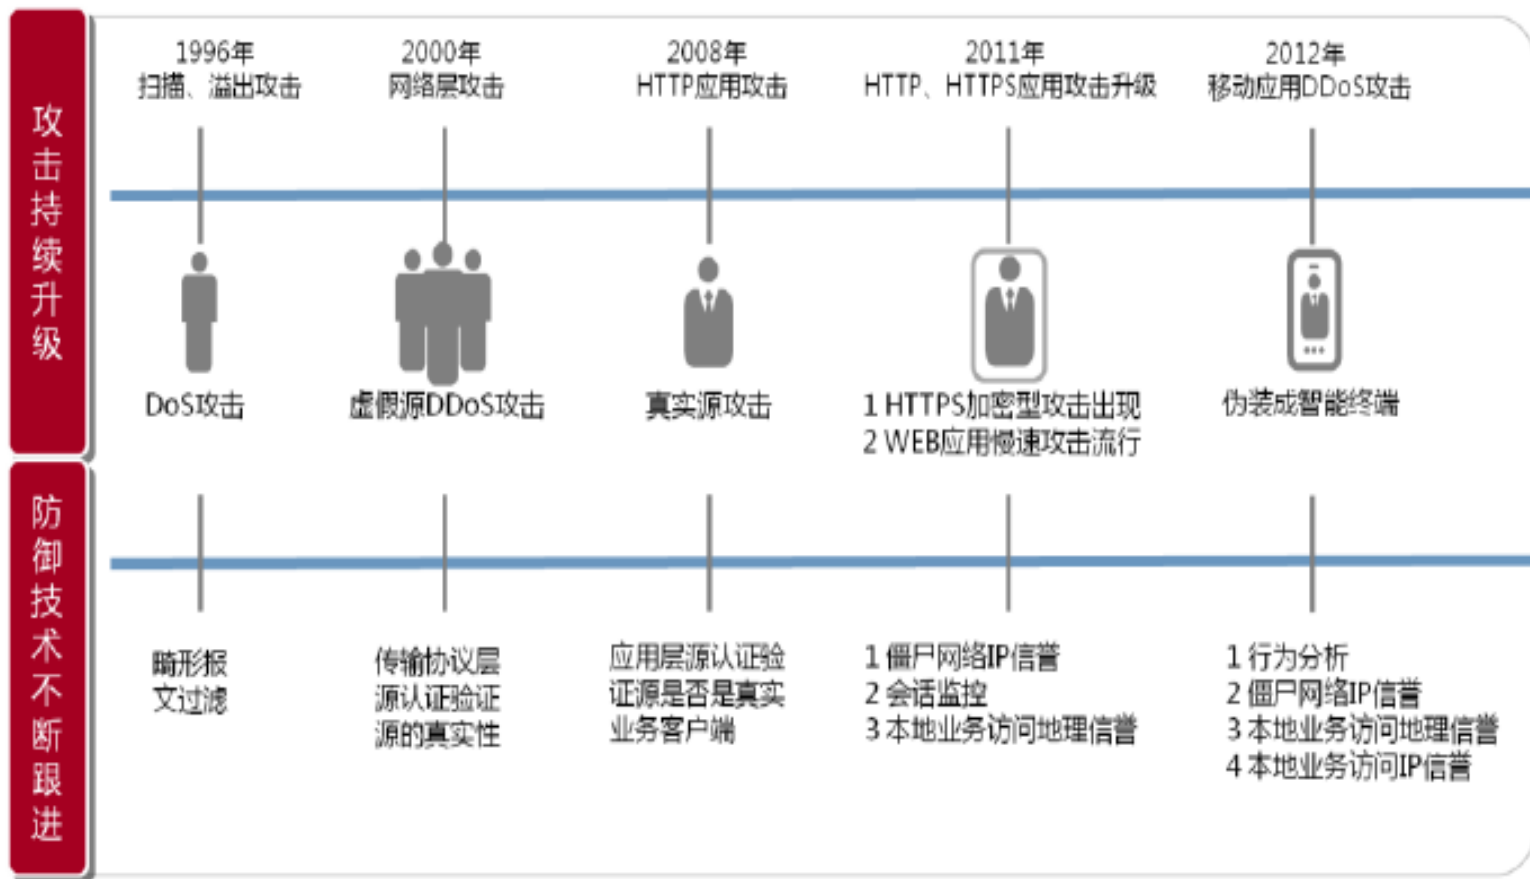 攻击持续升级
1996年
扫描、溢出攻击
2000年
网络层攻击
2008年
HTTP应用攻击
2011年
HTTP、HTTPS应用攻击升级
2012年
移动应用DDoS攻击
DoS攻击
虚假源DDoS攻击
真实源攻击
1 HTTPS加密型攻击出现
2 WEB应用慢速攻击流行
伪装成智能终端
防御技术不断跟进
畸形报
文过滤
传输协议层
源认证验证
源的真实性
应用层源认证验
证源是否是真实
业务客户端
1 僵尸网络IP信誉
2 会话监控
3 本地业务访问地理信誉
1 行为分析
2 僵尸网络IP信誉
3 本地业务访问地理信誉
4 本地业务访问IP信誉